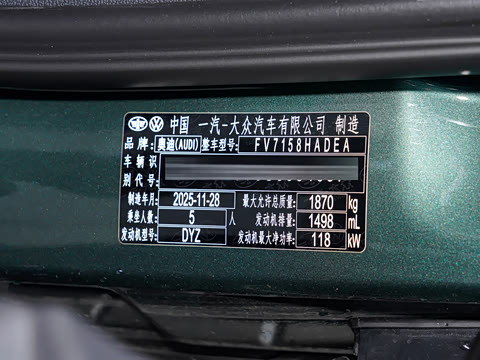 中国 一汽-大众汽车有限公司 制造
品牌: 奥迪(AUDI) 整车型号: FV7158HADEA
车辆识
别代号:
制造年月: 2025-11-28 最大允许总质量: 1870 kg
乘坐人数: 5 人 发动机排量: 1498 mL
发动机型号: DYZ 发动机最大净功率: 118 kW